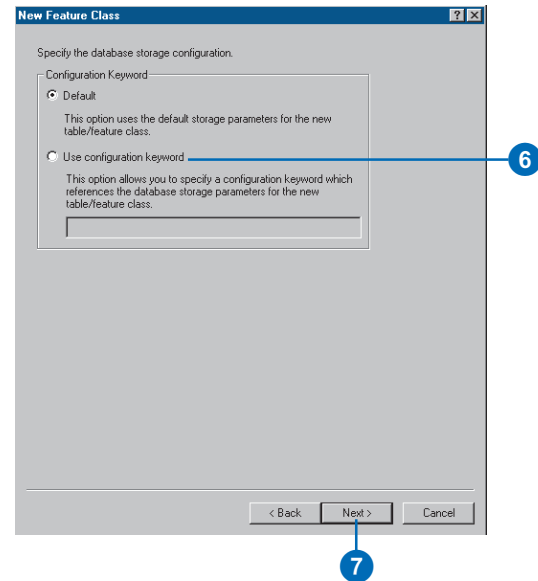 New Feature Class
Specify the database storage configuration.
Configuration Keyword
Default
This option uses the default storage parameters for the new
table/feature class.
Use configuration keyword
6
This option allows you to specify a configuration keyword which
references the database storage parameters for the new
table/feature class.
< Back
Next >
Cancel
7